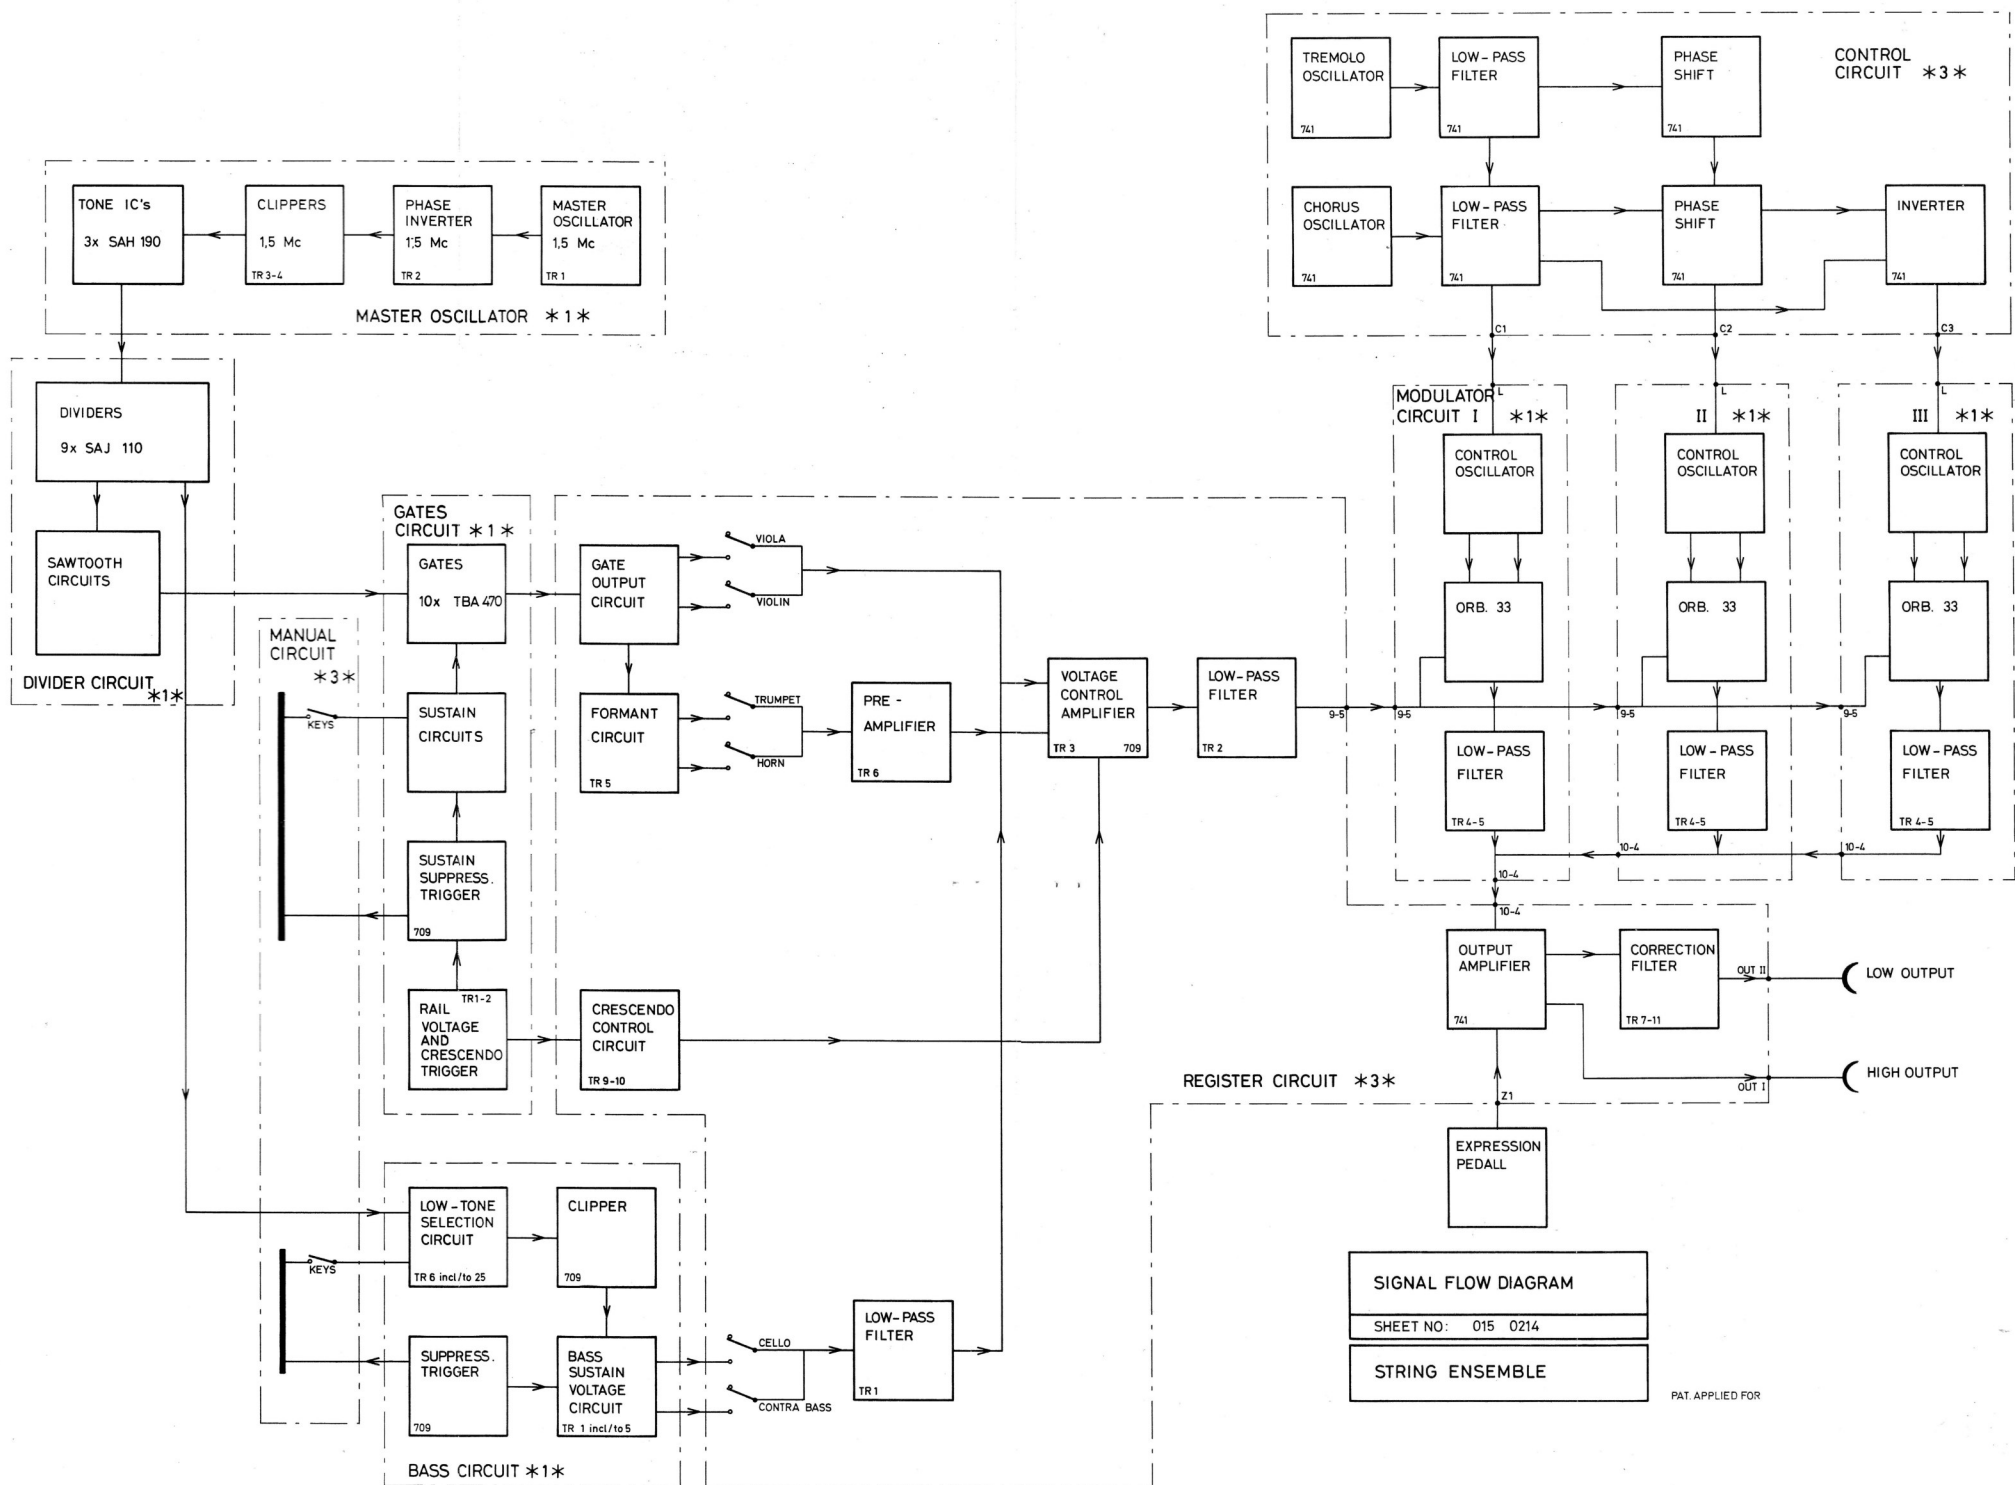 TREMOLO
OSCILLATOR
741
LOW-PASS
FILTER
741
PHASE
SHIFT
741
CONTROL
CIRCUIT *3*
CHORUS
OSCILLATOR
741
LOW-PASS
FILTER
741
PHASE
SHIFT
741
INVERTER
741
C1
C2
C3
TONE IC's
3x SAH 190
CLIPPERS
1,5 Mc
TR 3-4
PHASE
INVERTER
1,5 Mc
TR 2
MASTER
OSCILLATOR
1,5 Mc
TR 1
MASTER OSCILLATOR *1*
DIVIDERS
9x SAJ 110
SAWTOOTH
CIRCUITS
DIVIDER CIRCUIT
*1*
MANUAL
CIRCUIT
*3*
KEYS
KEYS
GATES
CIRCUIT *1*
GATES
10x TBA 470
SUSTAIN
CIRCUITS
SUSTAIN
SUPPRESS.
TRIGGER
709
TR1-2
RAIL
VOLTAGE
AND
CRESCENDO
TRIGGER
GATE
OUTPUT
CIRCUIT
VIOLA
VIOLIN
FORMANT
CIRCUIT
TR 5
TRUMPET
HORN
PRE-
AMPLIFIER
TR 6
CRESCENDO
CONTROL
CIRCUIT
TR 9-10
VOLTAGE
CONTROL
AMPLIFIER
TR 3 709
LOW-PASS
FILTER
TR 2
9-5
MODULATOR
CIRCUIT I *1*
L
CONTROL
OSCILLATOR
ORB. 33
9-5
LOW-PASS
FILTER
TR 4-5
10-4
II *1*
L
CONTROL
OSCILLATOR
ORB. 33
9-5
LOW-PASS
FILTER
TR 4-5
10-4
III *1*
L
CONTROL
OSCILLATOR
ORB. 33
9-5
LOW-PASS
FILTER
TR 4-5
10-4
10-4
OUTPUT
AMPLIFIER
741
CORRECTION
FILTER
TR 7-11
OUT II
LOW OUTPUT
OUT I
HIGH OUTPUT
REGISTER CIRCUIT *3*
Z1
EXPRESSION
PEDALL
LOW-TONE
SELECTION
CIRCUIT
TR 6 incl/to 25
CLIPPER
709
SUPPRESS.
TRIGGER
709
BASS
SUSTAIN
VOLTAGE
CIRCUIT
TR 1 incl/to 5
BASS CIRCUIT *1*
CELLO
CONTRA BASS
LOW-PASS
FILTER
TR 1
SIGNAL FLOW DIAGRAM
SHEET NO: 015 0214
STRING ENSEMBLE
PAT. APPLIED FOR